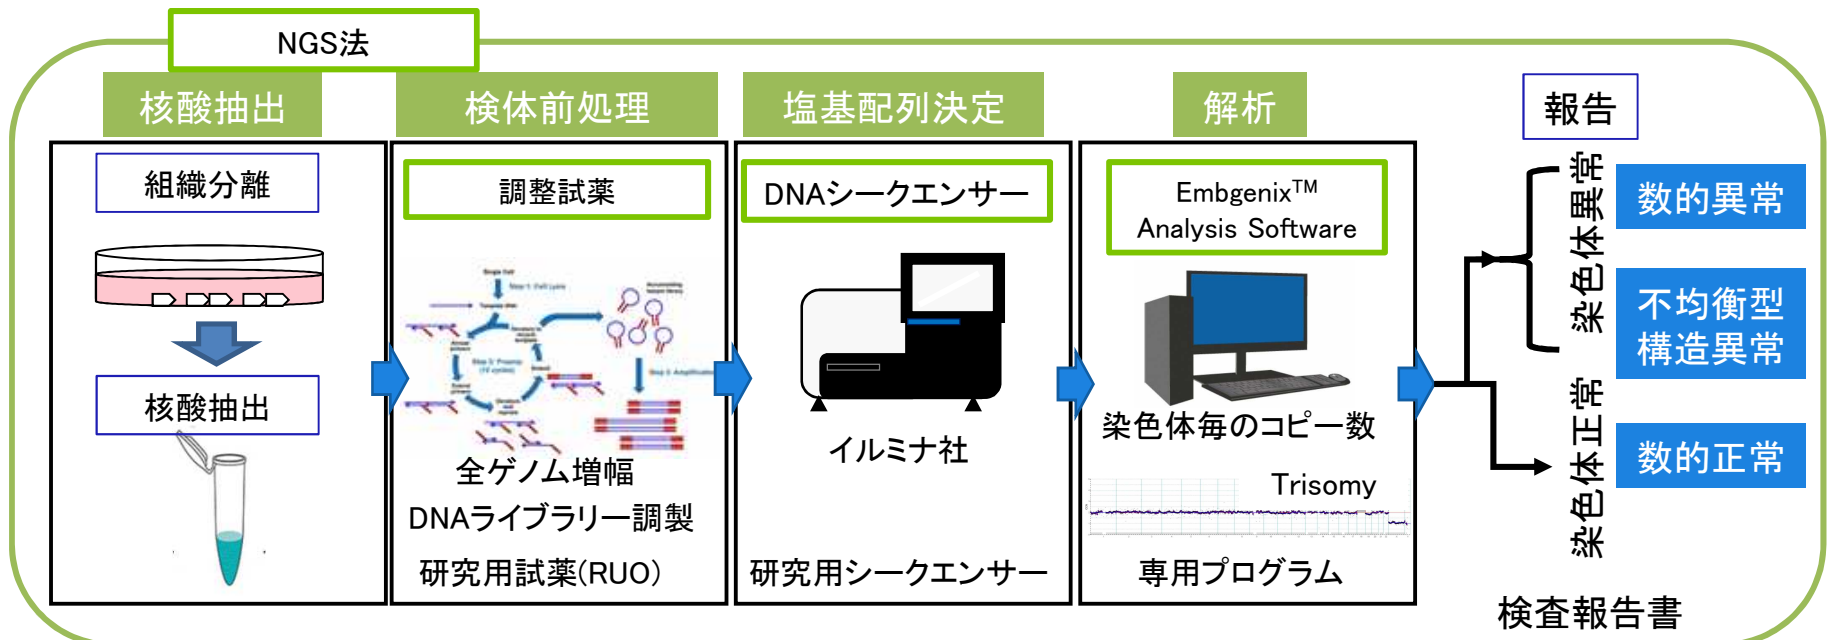 NGS法
核酸抽出
検体前処理
塩基配列決定
解析
報告
組織分離
核酸抽出
調整試薬
Single Cell
Step 1: Cell Lysis
全ゲノム増幅
DNAライブラリー調製
研究用試薬(RUO)
DNAシークエンサー
イルミナ社
研究用シークエンサー
Embgenix™
Analysis Software
染色体毎のコピー数
Trisomy
専用プログラム
染色体異常
数的異常
不均衡型
構造異常
染色体正常
数的正常
検査報告書